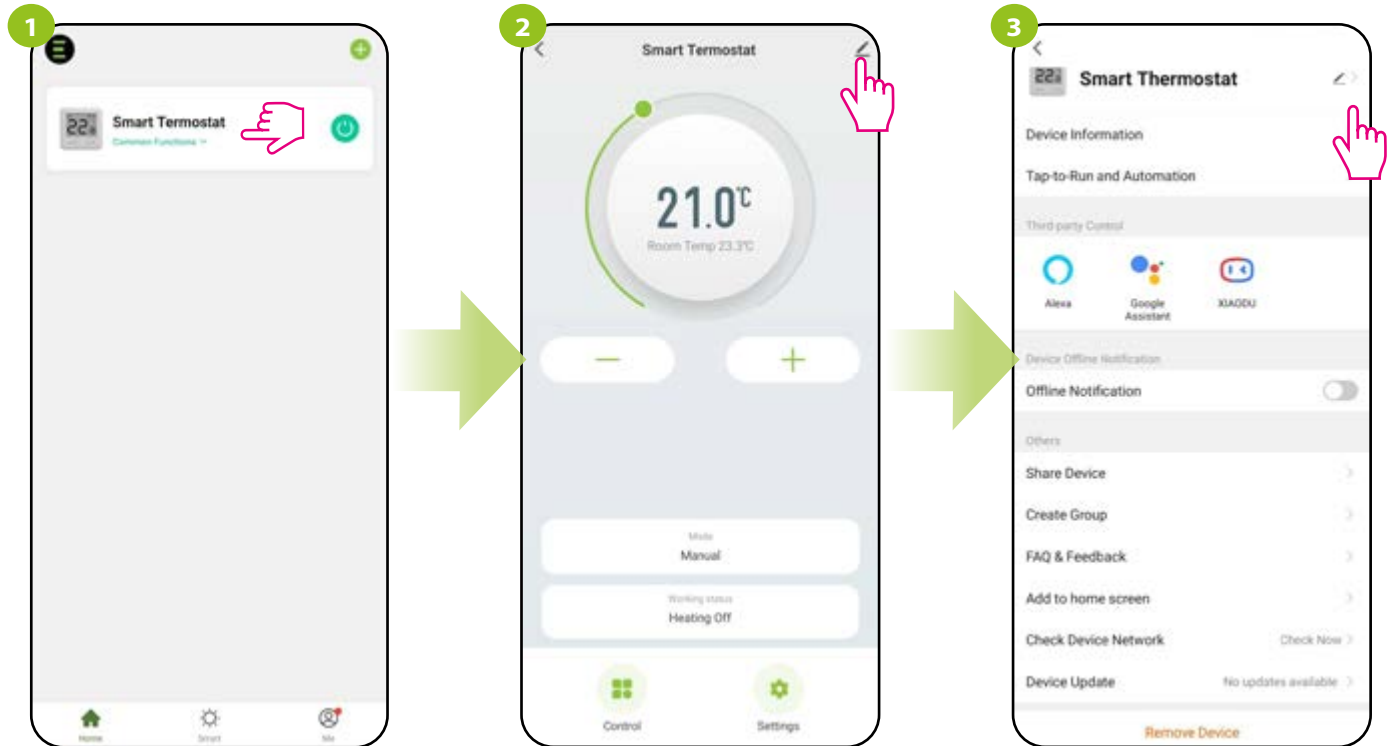 1
Smart Termostat
Common Functions
Home
Smart
Me
2
Smart Termostat
21.0°C
Room Temp 23.3°C
Mode
Manual
Working status
Heating Off
Control
Settings
3
Smart Thermostat
Device Information
Tap-to-Run and Automation
Third-party Control
Alexa
Google
Assistant
XIAODU
Device Offline Notification
Offline Notification
Others
Share Device
Create Group
FAQ & Feedback
Add to home screen
Check Device Network Check Now
Device Update No updates available
Remove Device